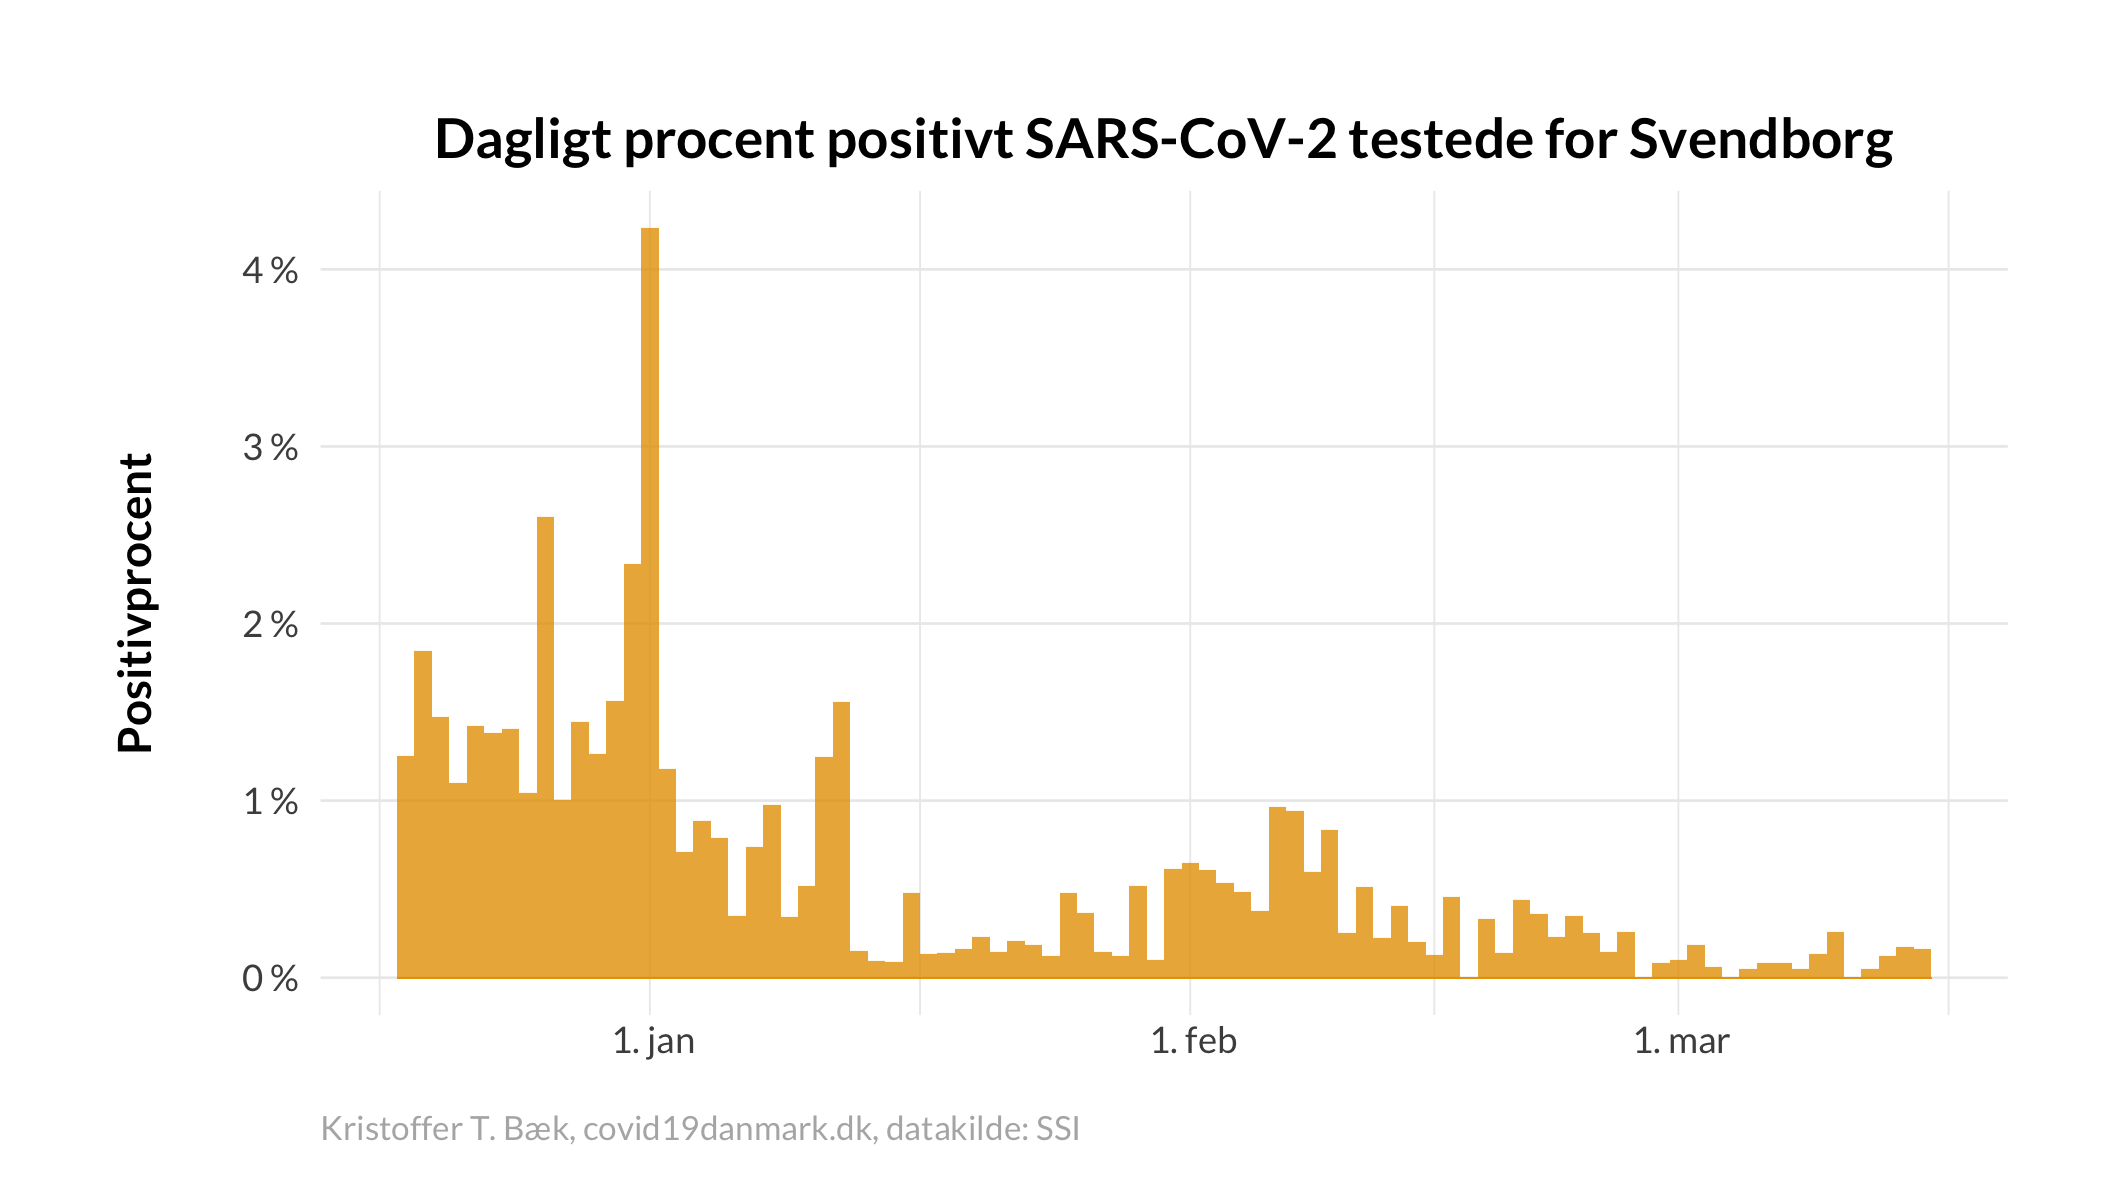 Dagligt procent positivt SARS-CoV-2 testede for Svendborg
Positivprocent
4 %
3 %
2 %
1 %
0 %
1. jan
1. feb
1. mar
Kristoffer T. Bæk, covid19danmark.dk, datakilde: SSI